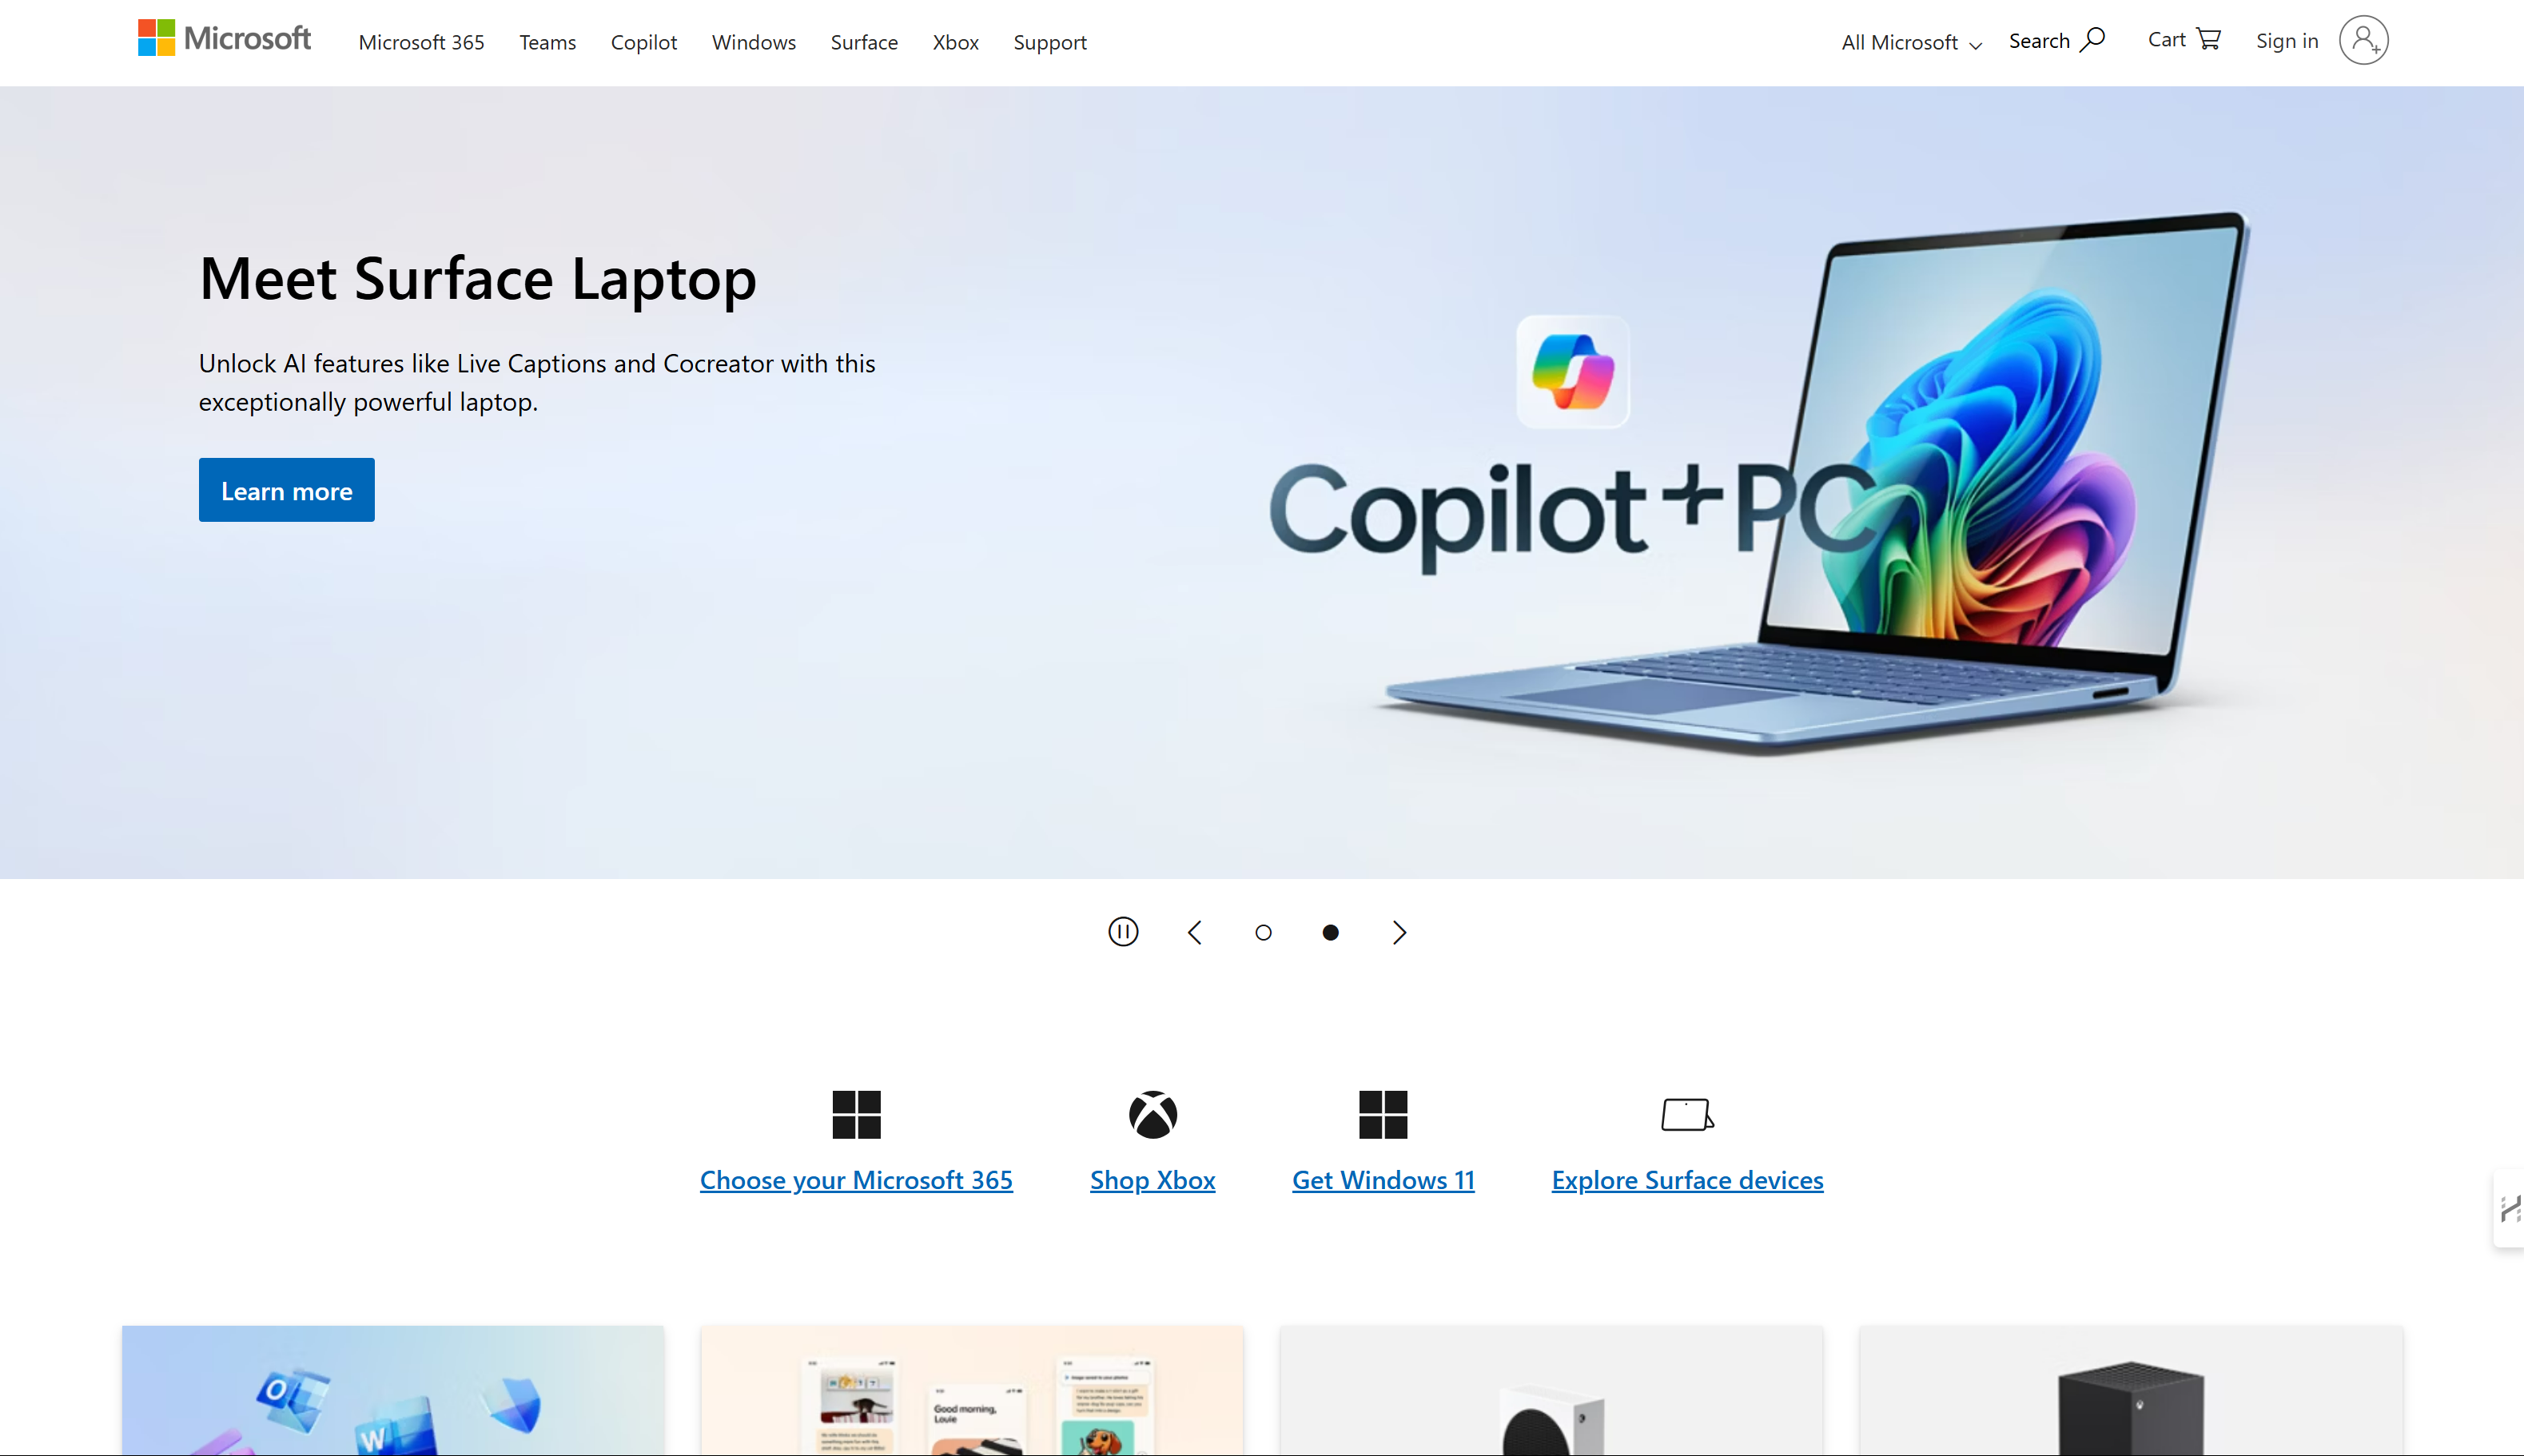 Microsoft
Microsoft 365
Teams
Copilot
Windows
Surface
Xbox
Support
All Microsoft
Search
Cart
Sign in
Meet Surface Laptop
Unlock AI features like Live Captions and Cocreator with this
exceptionally powerful laptop.
Learn more
Copilot+PC
Choose your Microsoft 365
Shop Xbox
Get Windows 11
Explore Surface devices
O
W
Good morning,
Louie